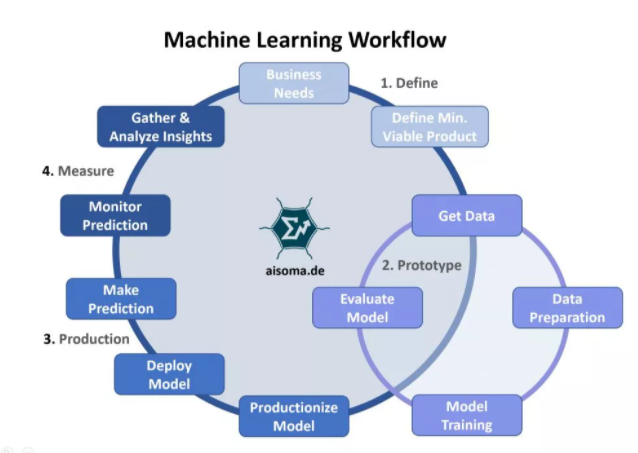 Machine Learning Workflow
Business
Needs
1. Define
Define Min.
Viable Product
Get Data
2. Prototype
Data
Preparation
Model
Training
Evaluate
Model
Productionize
Model
Deploy
Model
3. Production
Make
Prediction
Monitor
Prediction
4. Measure
Gather &
Analyze Insights
aisoma.de